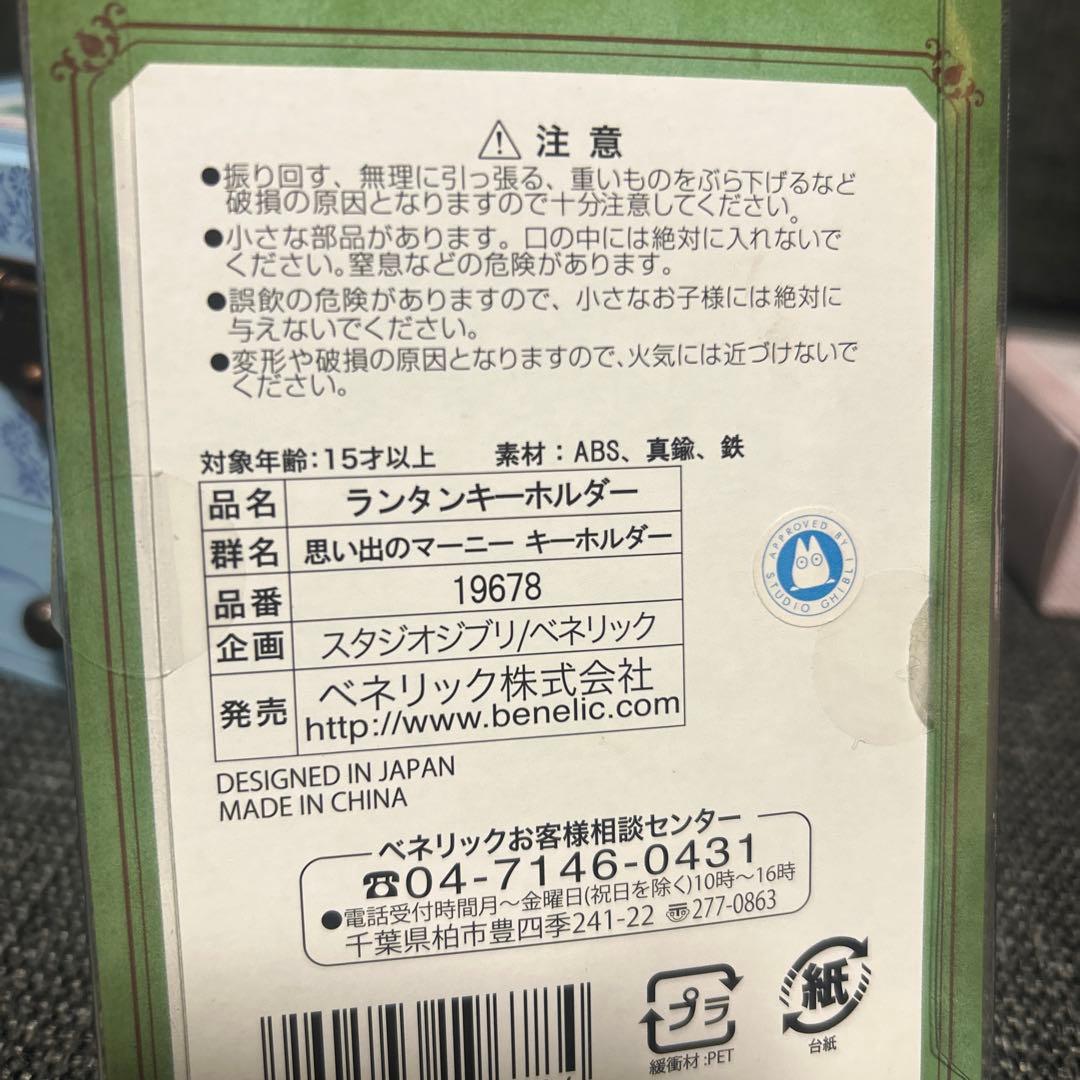 ⚠ 注意
●振り回す、無理に引っ張る、重いものをぶら下げるなど
破損の原因となりますので十分注意してください。
●小さな部品があります。口の中には絶対に入れないで
ください。窒息などの危険があります。
●誤飲の危険がありますので、小さなお子様には絶対に
与えないでください。
●変形や破損の原因となりますので、火気には近づけないで
ください。
対象年齢:15才以上 素材:ABS、真鍮、鉄
品名 ランタンキーホルダー
群名 思い出のマーニー キーホルダー
品番 19678
企画 スタジオジブリ/ベネリック
発売 ベネリック株式会社
http://www.benelic.com
APPROVED BY
STUDIO GHIBLI
DESIGNED IN JAPAN
MADE IN CHINA
ベネリックお客様相談センター
☎04-7146-0431
●電話受付時間月～金曜日(祝日を除く)10時～16時
千葉県柏市豊四季241-22 〠277-0863
プラ
緩衝材:PET
紙
台紙